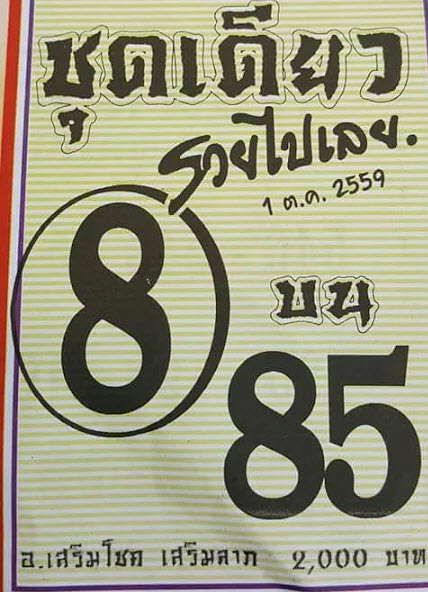 ชุดเดียว
รวยไปเลย.
1 ต.ค. 2559
8
บน
85
อ.เสริมโชค เสริมลาภ 2,000 บาท